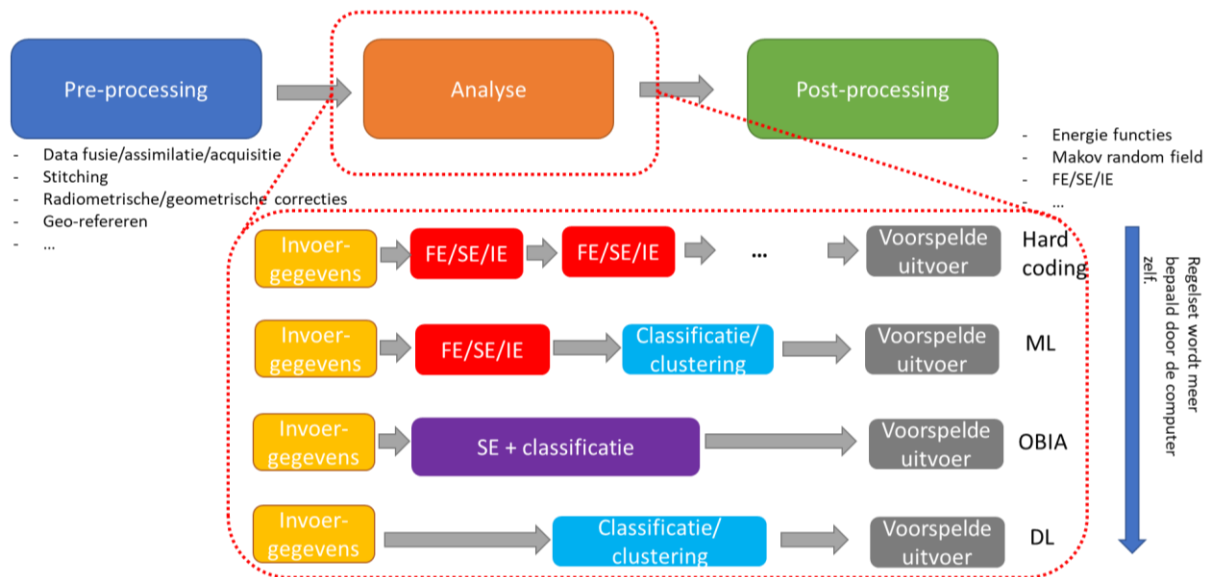 Pre-processing
Analyse
Post-processing
- Data fusie/assimilatie/acquisitie
- Stitching
- Radiometrische/geometrische correcties
- Geo-refereren
- ...
- Energie functies
- Makov random field
- FE/SE/IE
- ...
Invoer-
gegevens
FE/SE/IE
FE/SE/IE
...
Voorspelde
uitvoer
Hard
coding
Invoer-
gegevens
FE/SE/IE
Classificatie/
clustering
Voorspelde
uitvoer
ML
Invoer-
gegevens
SE + classificatie
Voorspelde
uitvoer
OBIA
Invoer-
gegevens
Classificatie/
clustering
Voorspelde
uitvoer
DL
Regelset wordt meer
bepaald door de computer
zelf.